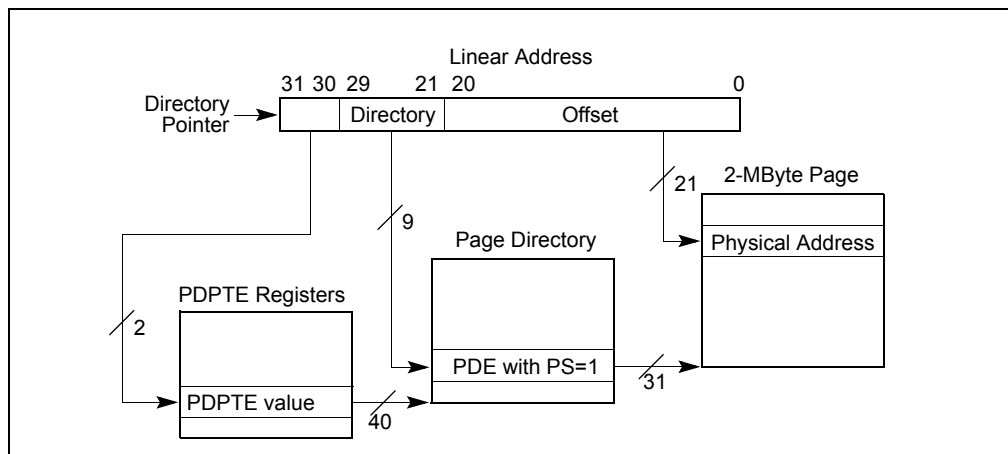 Linear Address
31 30 29 21 20 0
Directory Pointer
Directory
Offset
21
2-MByte Page
9
Physical Address
Page Directory
PDPTE Registers
2
PDE with PS=1
31
PDPTE value
40